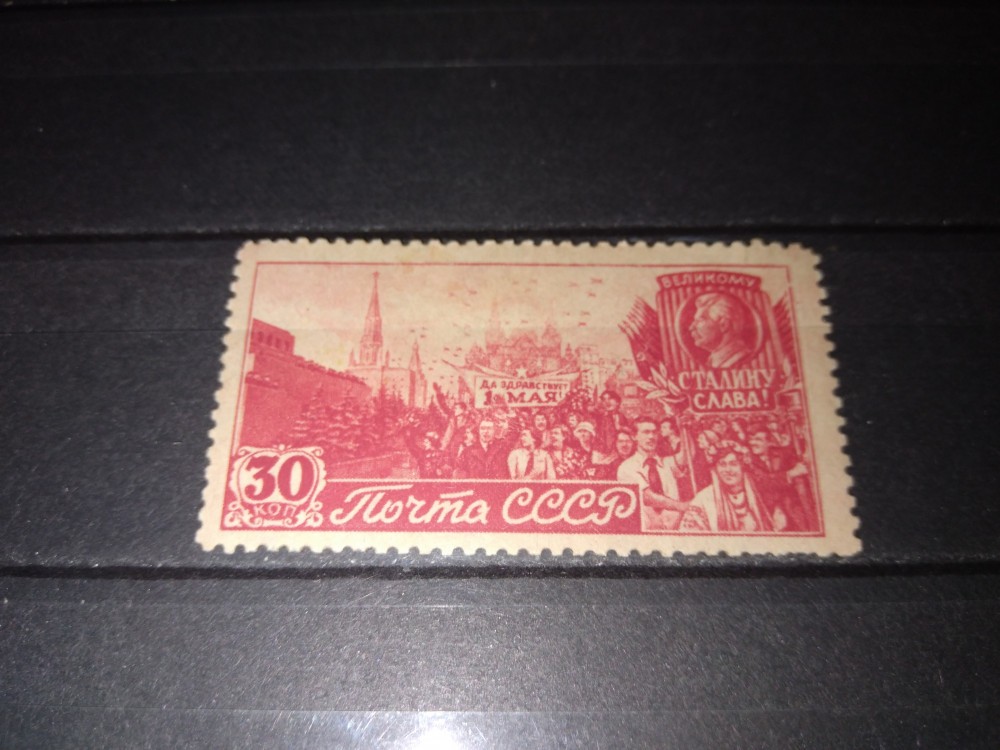 ВЕЛИКОМУ
СТАЛИНУ
СЛАВА!
ДА ЗДРАВСТВУЕТ
1 МАЯ!
30
КОП
Почта СССР